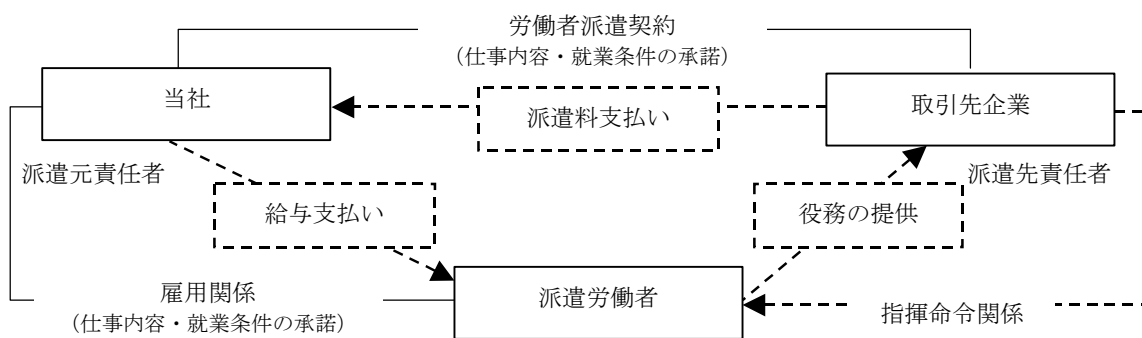 労働者派遣契約
（仕事内容・就業条件の承諾）
当社
取引先企業
派遣料支払い
派遣元責任者
派遣先責任者
給与支払い
役務の提供
雇用関係
（仕事内容・就業条件の承諾）
派遣労働者
指揮命令関係